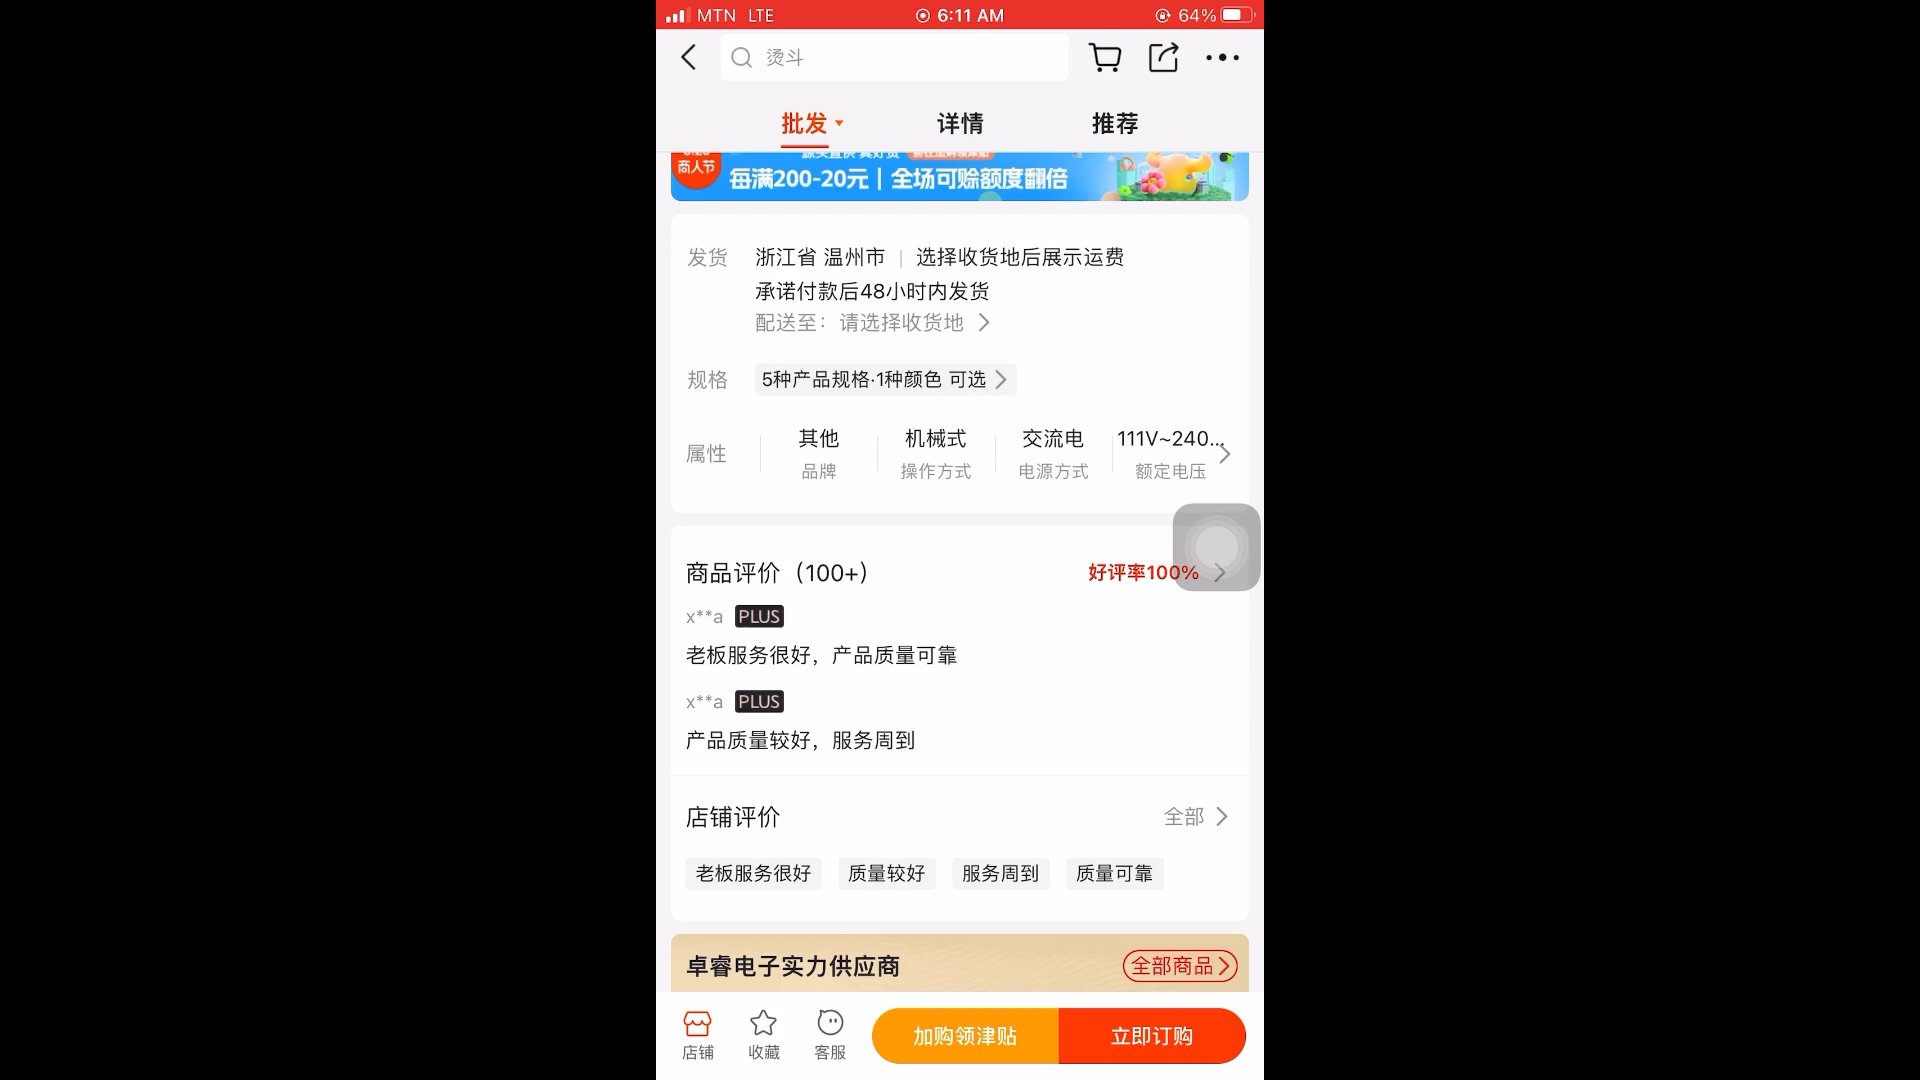 MTN LTE 6:11 AM 64%
烫斗
批发 详情 推荐
商人节
每满200-20元 | 全场可赊额度翻倍
发货 浙江省 温州市 | 选择收货地后展示运费
承诺付款后48小时内发货
配送至：请选择收货地
规格 5种产品规格·1种颜色 可选
属性 其他 机械式 交流电 111V~240...
品牌 操作方式 电源方式 额定电压
商品评价（100+） 好评率100%
x**a PLUS
老板服务很好，产品质量可靠
x**a PLUS
产品质量较好，服务周到
店铺评价 全部
老板服务很好 质量较好 服务周到 质量可靠
卓睿电子实力供应商 全部商品
店铺 收藏 客服 加购领津贴 立即订购